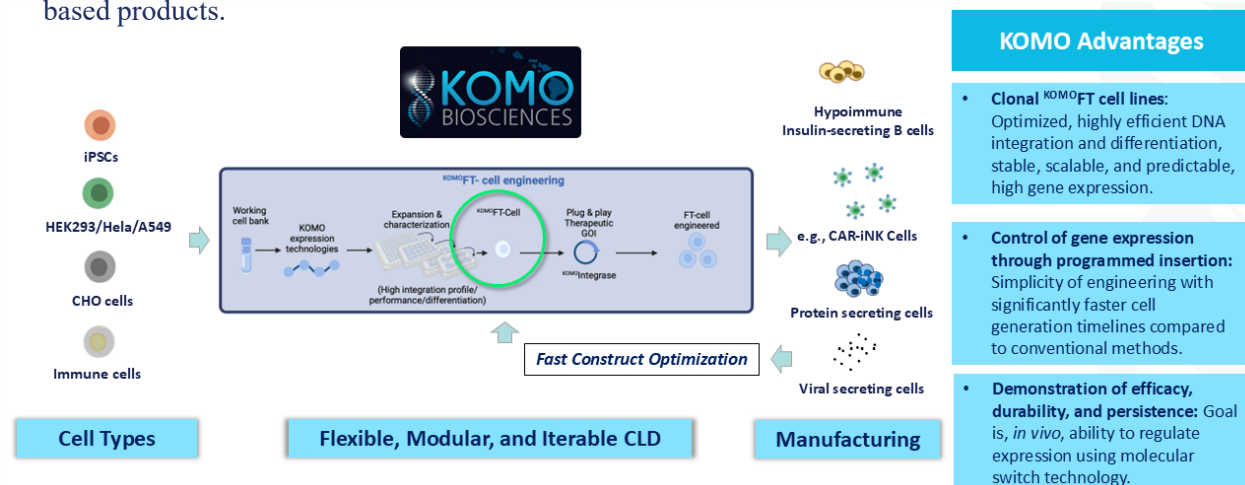 based products.
KOMO
BIOSCIENCES
iPSCs
HEK293/Hela/A549
CHO cells
Immune cells
Cell Types
KOMOFT- cell engineering
Working
cell bank
KOMO
expression
technologies
Expansion &
characterization
(High integration profile/
performance/differentiation)
KOMOFT-Cell
Plug & play
Therapeutic
GOI
KOMOIntegrase
FT-cell
engineered
Fast Construct Optimization
Flexible, Modular, and Iterable CLD
Hypoimmune
Insulin-secreting B cells
e.g., CAR-iNK Cells
Protein secreting cells
Viral secreting cells
Manufacturing
KOMO Advantages
• Clonal KOMOFT cell lines:
Optimized, highly efficient DNA
integration and differentiation,
stable, scalable, and predictable,
high gene expression.
• Control of gene expression
through programmed insertion:
Simplicity of engineering with
significantly faster cell
generation timelines compared
to conventional methods.
• Demonstration of efficacy,
durability, and persistence: Goal
is, in vivo, ability to regulate
expression using molecular
switch technology.